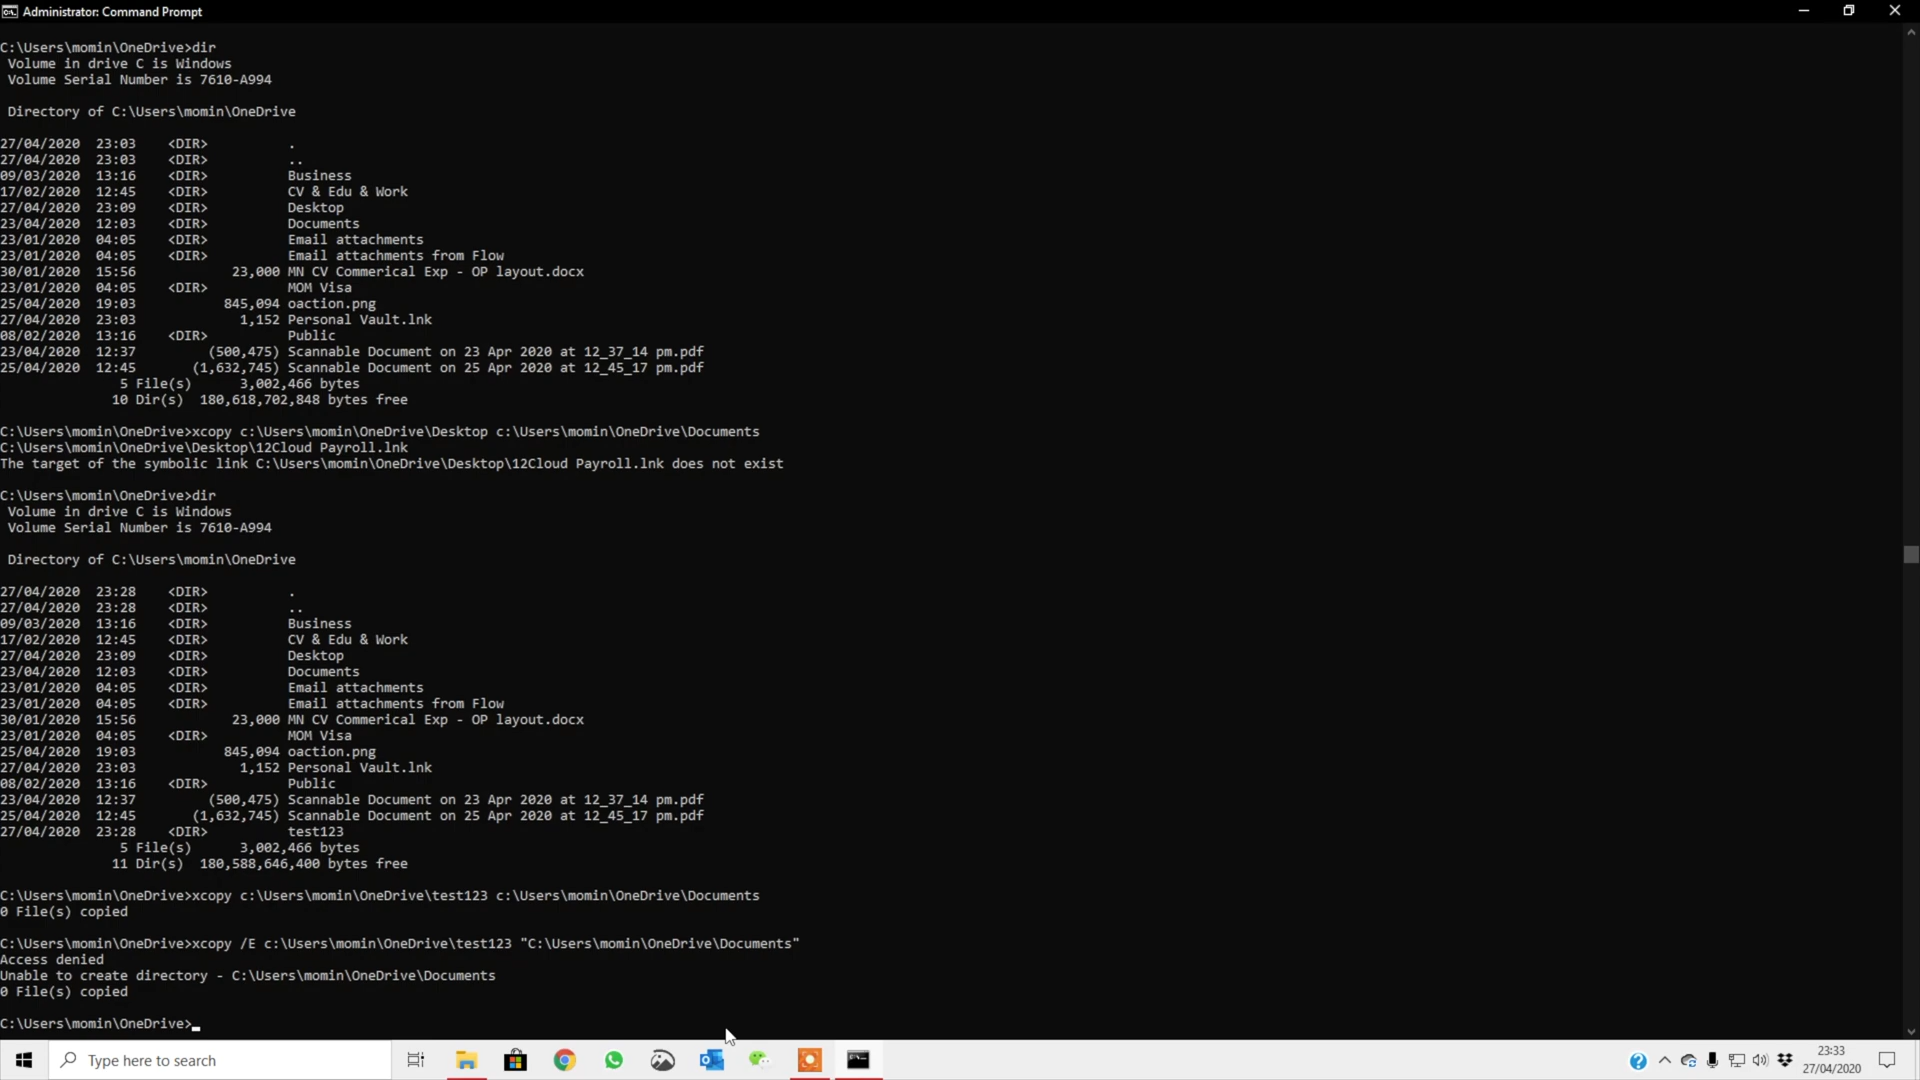 Administrator: Command Prompt
C:\Users\momin\OneDrive>dir
Volume in drive C is Windows
Volume Serial Number is 7610-A994
Directory of C:\Users\momin\OneDrive
27/04/2020  23:03    <DIR>          .
27/04/2020  23:03    <DIR>          ..
09/03/2020  13:16    <DIR>          Business
17/02/2020  12:45    <DIR>          CV & Edu & Work
27/04/2020  23:09    <DIR>          Desktop
23/04/2020  12:03    <DIR>          Documents
23/01/2020  04:05    <DIR>          Email attachments
23/01/2020  04:05    <DIR>          Email attachments from Flow
30/01/2020  15:56            23,000 MN CV Commerical Exp - OP layout.docx
23/01/2020  04:05    <DIR>          MOM Visa
25/04/2020  19:03           845,094 oaction.png
27/04/2020  23:03             1,152 Personal Vault.lnk
08/02/2020  13:16    <DIR>          Public
23/04/2020  12:37         (500,475) Scannable Document on 23 Apr 2020 at 12_37_14 pm.pdf
25/04/2020  12:45       (1,632,745) Scannable Document on 25 Apr 2020 at 12_45_17 pm.pdf
5 File(s)      3,002,466 bytes
10 Dir(s)  180,618,702,848 bytes free
C:\Users\momin\OneDrive>xcopy c:\Users\momin\OneDrive\Desktop c:\Users\momin\OneDrive\Documents
C:\Users\momin\OneDrive\Desktop\12Cloud Payroll.lnk
The target of the symbolic link C:\Users\momin\OneDrive\Desktop\12Cloud Payroll.lnk does not exist
C:\Users\momin\OneDrive>dir
Volume in drive C is Windows
Volume Serial Number is 7610-A994
Directory of C:\Users\momin\OneDrive
27/04/2020  23:28    <DIR>          .
27/04/2020  23:28    <DIR>          ..
09/03/2020  13:16    <DIR>          Business
17/02/2020  12:45    <DIR>          CV & Edu & Work
27/04/2020  23:09    <DIR>          Desktop
23/04/2020  12:03    <DIR>          Documents
23/01/2020  04:05    <DIR>          Email attachments
23/01/2020  04:05    <DIR>          Email attachments from Flow
30/01/2020  15:56            23,000 MN CV Commerical Exp - OP layout.docx
23/01/2020  04:05    <DIR>          MOM Visa
25/04/2020  19:03           845,094 oaction.png
27/04/2020  23:03             1,152 Personal Vault.lnk
08/02/2020  13:16    <DIR>          Public
23/04/2020  12:37         (500,475) Scannable Document on 23 Apr 2020 at 12_37_14 pm.pdf
25/04/2020  12:45       (1,632,745) Scannable Document on 25 Apr 2020 at 12_45_17 pm.pdf
27/04/2020  23:28    <DIR>          test123
5 File(s)      3,002,466 bytes
11 Dir(s)  180,588,646,400 bytes free
C:\Users\momin\OneDrive>xcopy c:\Users\momin\OneDrive\test123 c:\Users\momin\OneDrive\Documents
0 File(s) copied
C:\Users\momin\OneDrive>xcopy /E c:\Users\momin\OneDrive\test123 "C:\Users\momin\OneDrive\Documents"
Access denied
Unable to create directory - C:\Users\momin\OneDrive\Documents
0 File(s) copied
C:\Users\momin\OneDrive>
Type here to search
23:33
27/04/2020